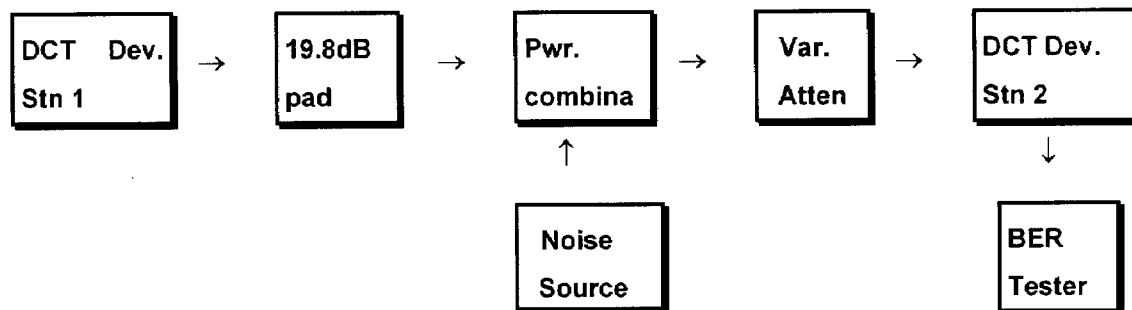 DCT Dev.
Stn 1
→
19.8dB
pad
→
Pwr.
combina
→
Var.
Atten
→
DCT Dev.
Stn 2
↑
↓
Noise
Source
BER
Tester